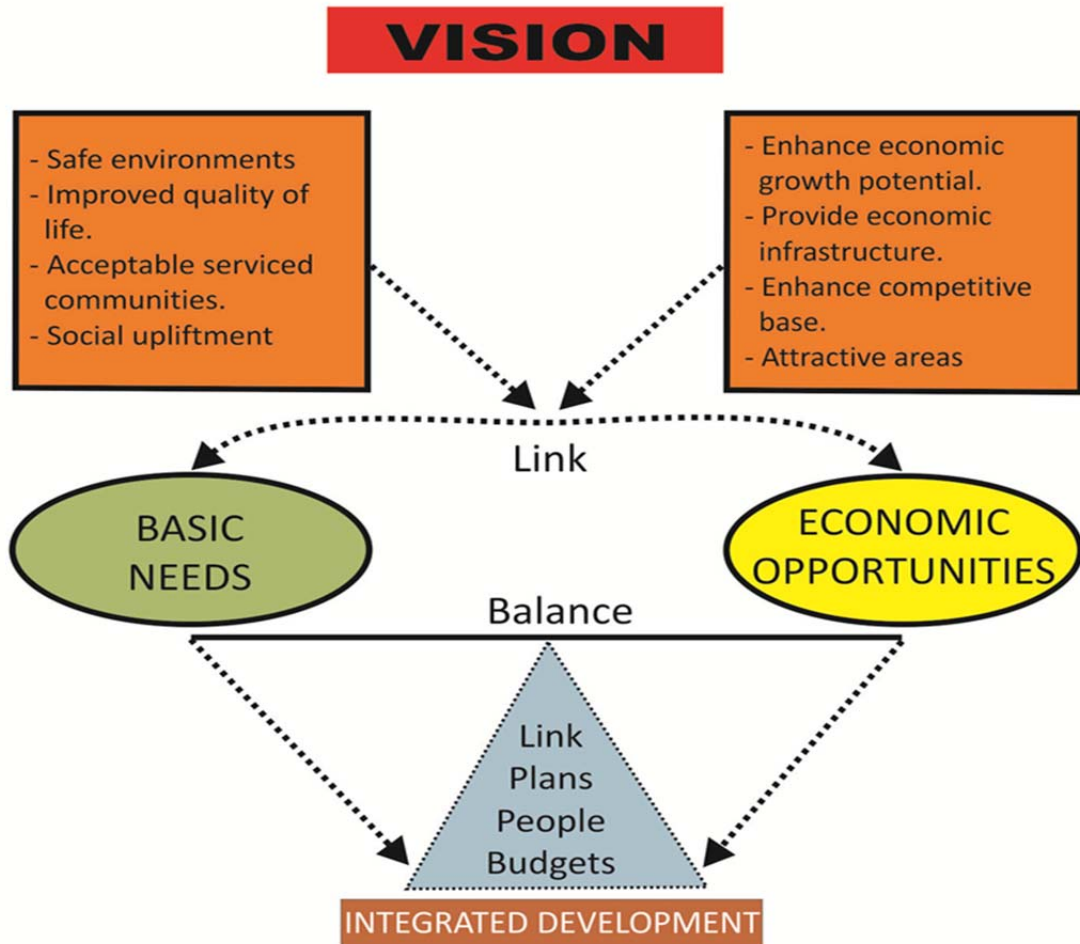 VISION
- Safe environments
- Improved quality of
life.
- Acceptable serviced
communities.
- Social upliftment
- Enhance economic
growth potential.
- Provide economic
infrastructure.
- Enhance competitive
base.
- Attractive areas
Link
BASIC
NEEDS
ECONOMIC
OPPORTUNITIES
Balance
Link
Plans
People
Budgets
INTEGRATED DEVELOPMENT